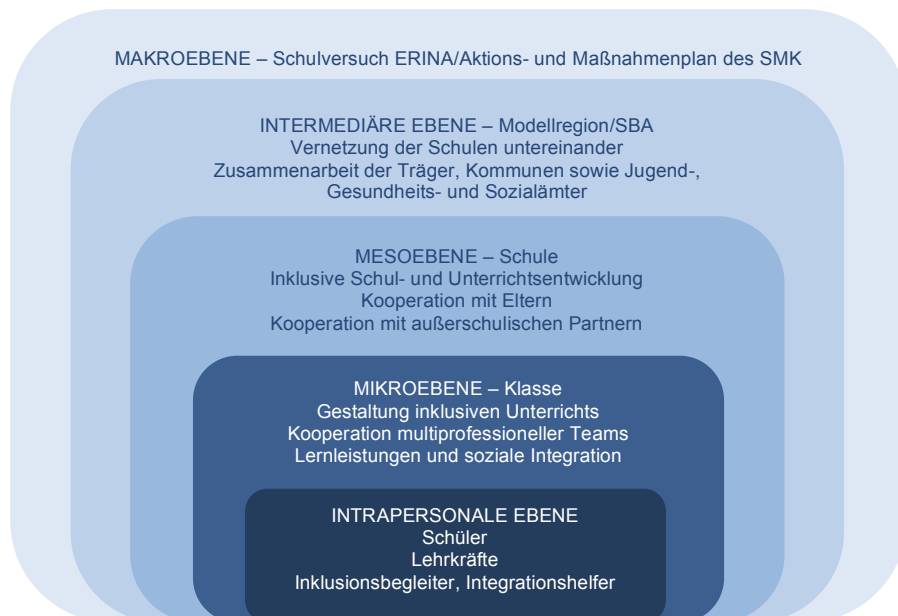 MAKROEBENE – Schulversuch ERINA/Aktions- und Maßnahmenplan des SMK
INTERMEDIÄRE EBENE – Modellregion/SBA
Vernetzung der Schulen untereinander
Zusammenarbeit der Träger, Kommunen sowie Jugend-,
Gesundheits- und Sozialämter
MESOEBENE – Schule
Inklusive Schul- und Unterrichtsentwicklung
Kooperation mit Eltern
Kooperation mit außerschulischen Partnern
MIKROEBENE – Klasse
Gestaltung inklusiven Unterrichts
Kooperation multiprofessioneller Teams
Lernleistungen und soziale Integration
INTRAPERSONALE EBENE
Schüler
Lehrkräfte
Inklusionsbegleiter, Integrationshelfer